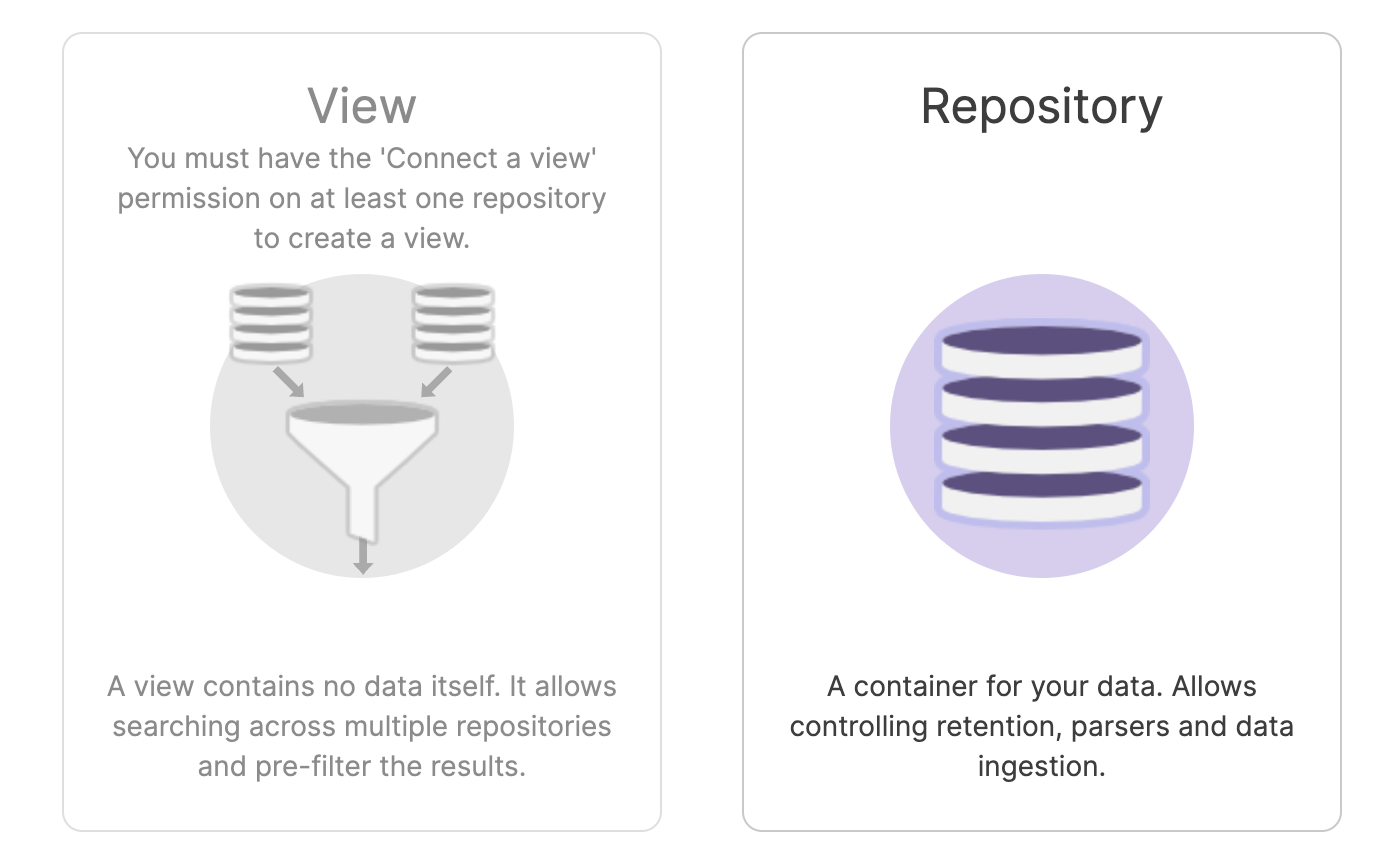 View
You must have the 'Connect a view'
permission on at least one repository
to create a view.
A view contains no data itself. It allows
searching across multiple repositories
and pre-filter the results.
Repository
A container for your data. Allows
controlling retention, parsers and data
ingestion.